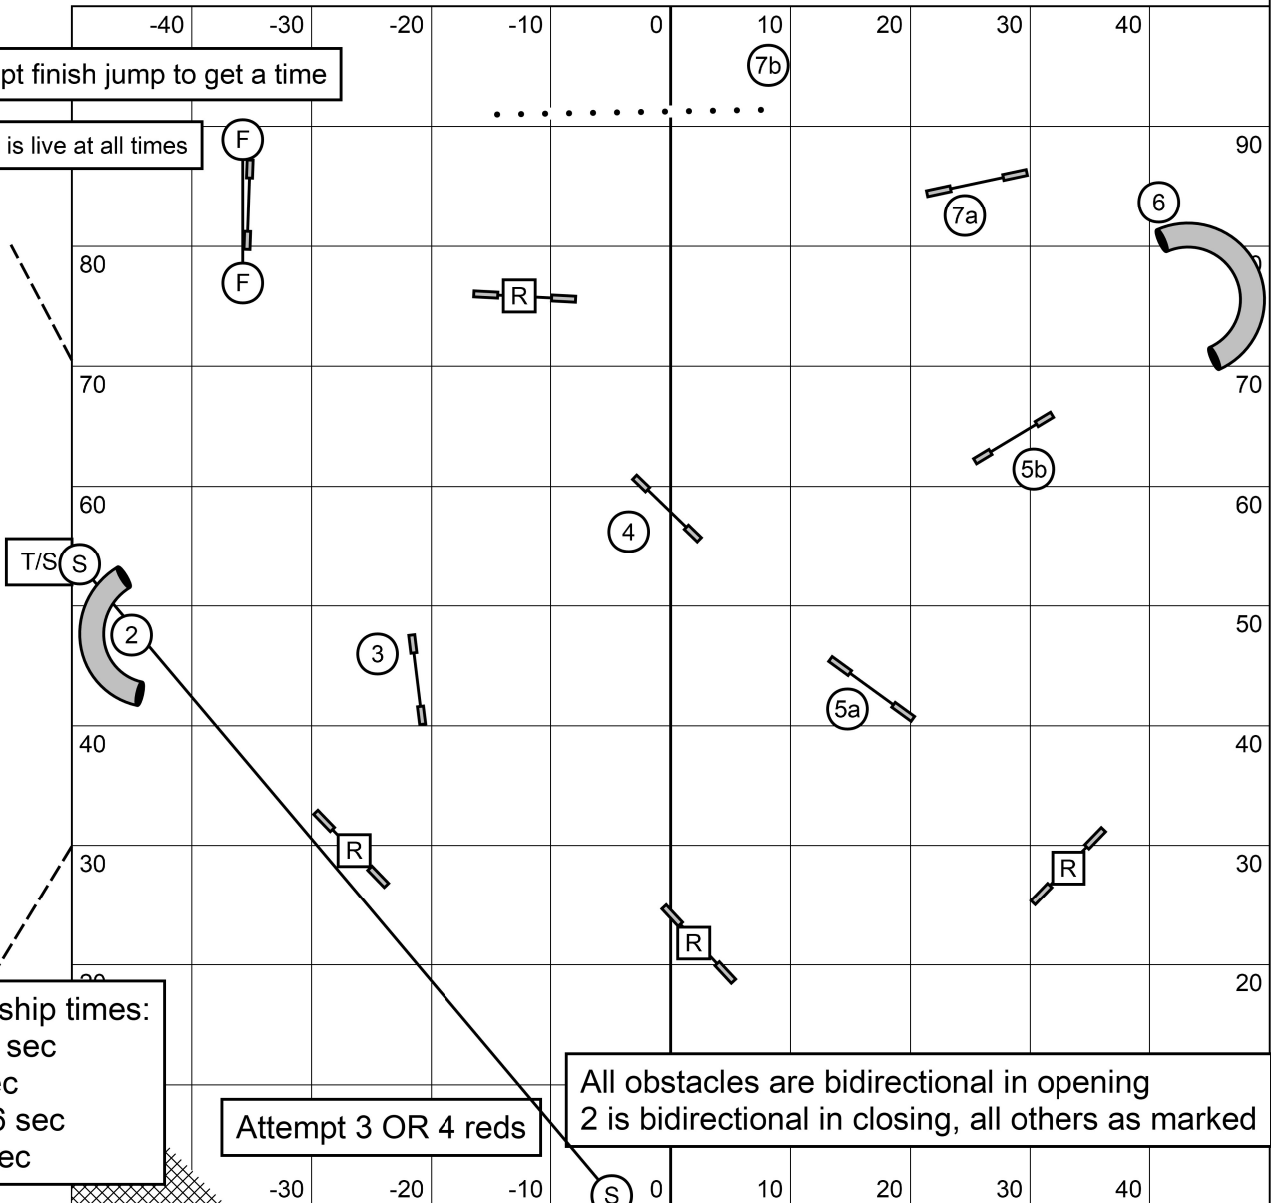 -40 -30 -20 -10 0 10 20 30 40
7b
pt finish jump to get a time
is live at all times
F
90
7a
6
80
F
R
70 70
5b
60 60
4
T/S S
2
50
3
5a
40 40
R
30 30
R
R
20
ship times:
sec
All obstacles are bidirectional in opening
2 is bidirectional in closing, all others as marked
6 sec
Attempt 3 OR 4 reds
-30 -20 -10 S 0 10 20 30 40